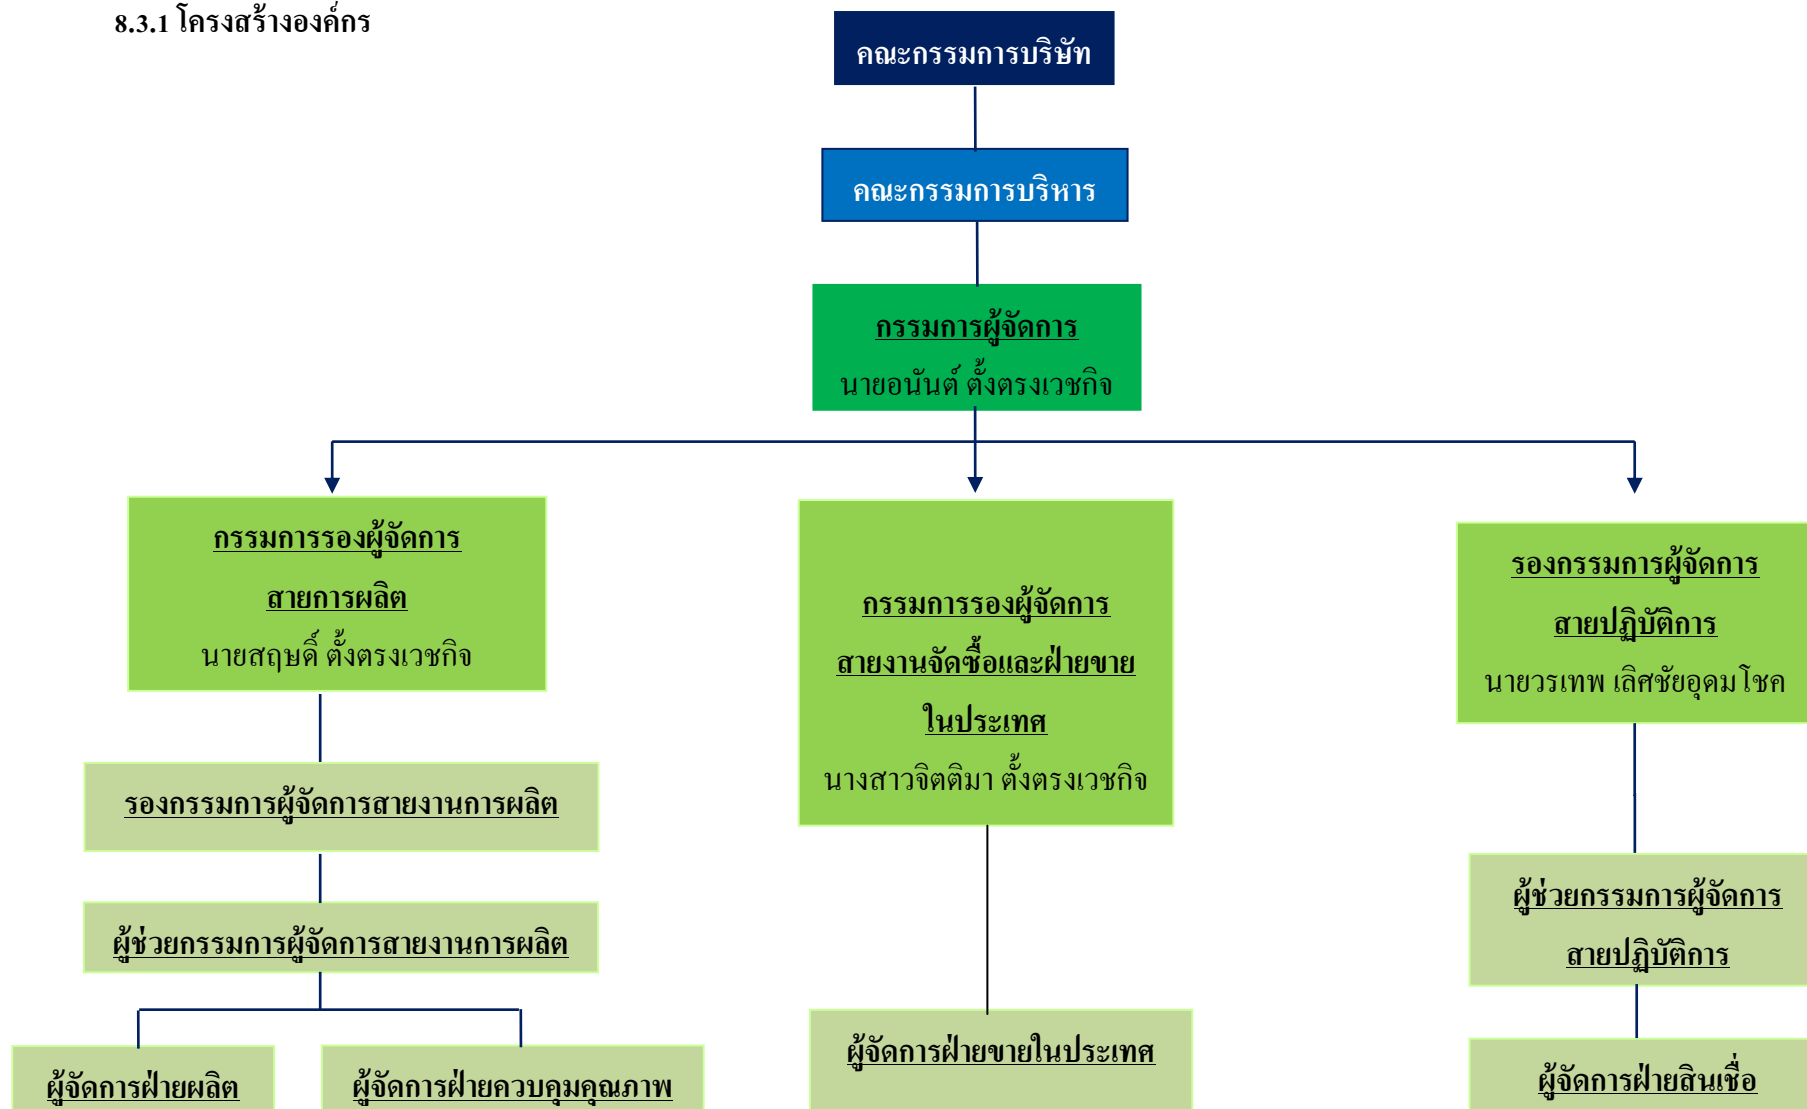 8.3.1 โครงสร้างองค์กร
คณะกรรมการบริษัท
คณะกรรมการบริหาร
กรรมการผู้จัดการ
นายอนันต์ ตั้งตรงเวชกิจ
กรรมการรองผู้จัดการ
สายการผลิต
นายสฤษดิ์ ตั้งตรงเวชกิจ
กรรมการรองผู้จัดการ
สายงานจัดซื้อและฝ่ายขาย
ในประเทศ
นางสาวจิตติมา ตั้งตรงเวชกิจ
รองกรรมการผู้จัดการ
สายปฏิบัติการ
นายวรเทพ เลิศชัยอุดมโชค
รองกรรมการผู้จัดการสายงานการผลิต
ผู้ช่วยกรรมการผู้จัดการสายงานการผลิต
ผู้ช่วยกรรมการผู้จัดการ
สายปฏิบัติการ
ผู้จัดการฝ่ายผลิต
ผู้จัดการฝ่ายควบคุมคุณภาพ
ผู้จัดการฝ่ายขายในประเทศ
ผู้จัดการฝ่ายสินเชื่อ